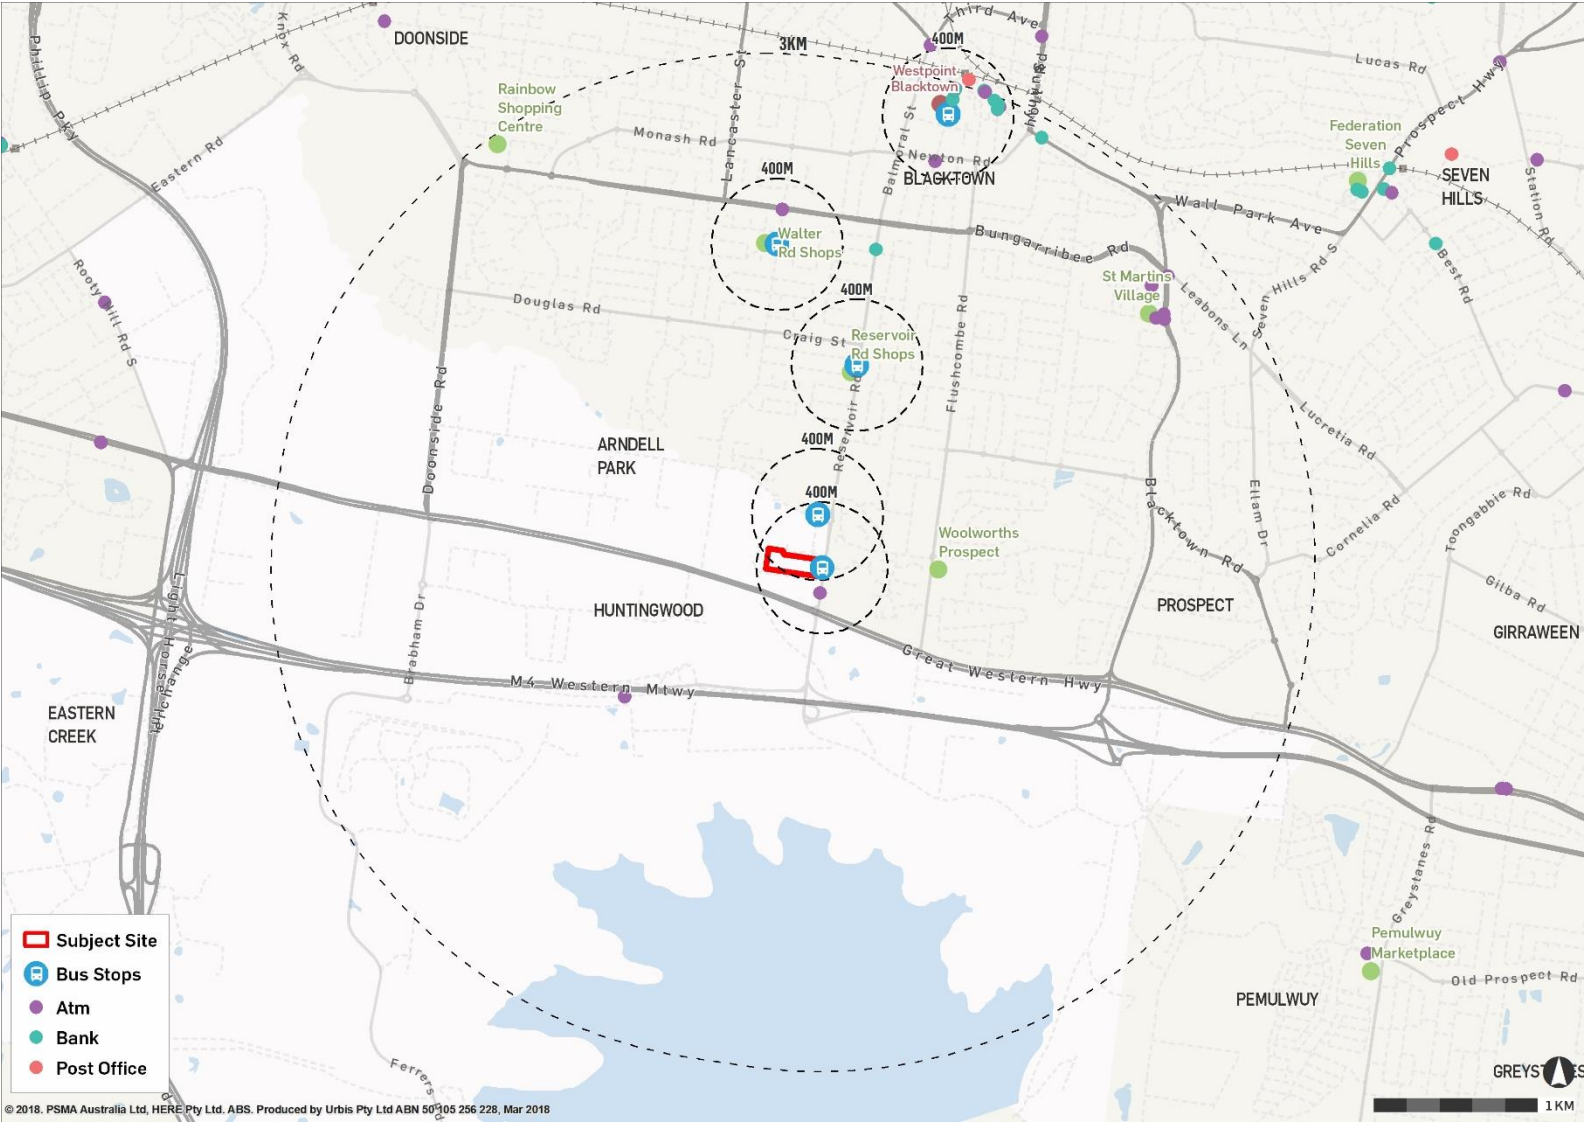 Third Ave
DOONSIDE
Knox Rd
3KM
400M
Phillip Pky
Lancaster St
Westpoint
Blacktown
Lucas Rd
Prospect Hwy
Rainbow
Shopping
Centre
Monash Rd
Balmoral St
Newton Rd
BLACKTOWN
Federation
Seven
Hills
SEVEN
HILLS
Station Rd
Eastern Rd
400M
Wall Park Ave
Walter
Rd Shops
Bungarribee Rd
Best Rd
Rooty Hill Rd S
St Martins
Village
Leabons Ln
Seven Hills Rd S
400M
Douglas Rd
Craig St
Reservoir
Rd Shops
Flushcombe Rd
Reservoir Rd
Doonside Rd
Lucretia Rd
ARNDELL
PARK
400M
400M
Blacktown Rd
Ellam Dr
Cornelia Rd
Toongabbie Rd
Woolworths
Prospect
Gilba Rd
Light Horse
Interchange
Brabham Dr
HUNTINGWOOD
PROSPECT
GIRRAWEEN
Great Western Hwy
M4 Western Mtwy
EASTERN
CREEK
Greystanes Rd
Pemulwuy
Marketplace
Old Prospect Rd
PEMULWUY
Subject Site
Bus Stops
Atm
Bank
Post Office
Ferrers Rd
1KM
© 2018. PSMA Australia Ltd, HERE Pty Ltd. ABS. Produced by Urbis Pty Ltd ABN 50 105 256 228, Mar 2018